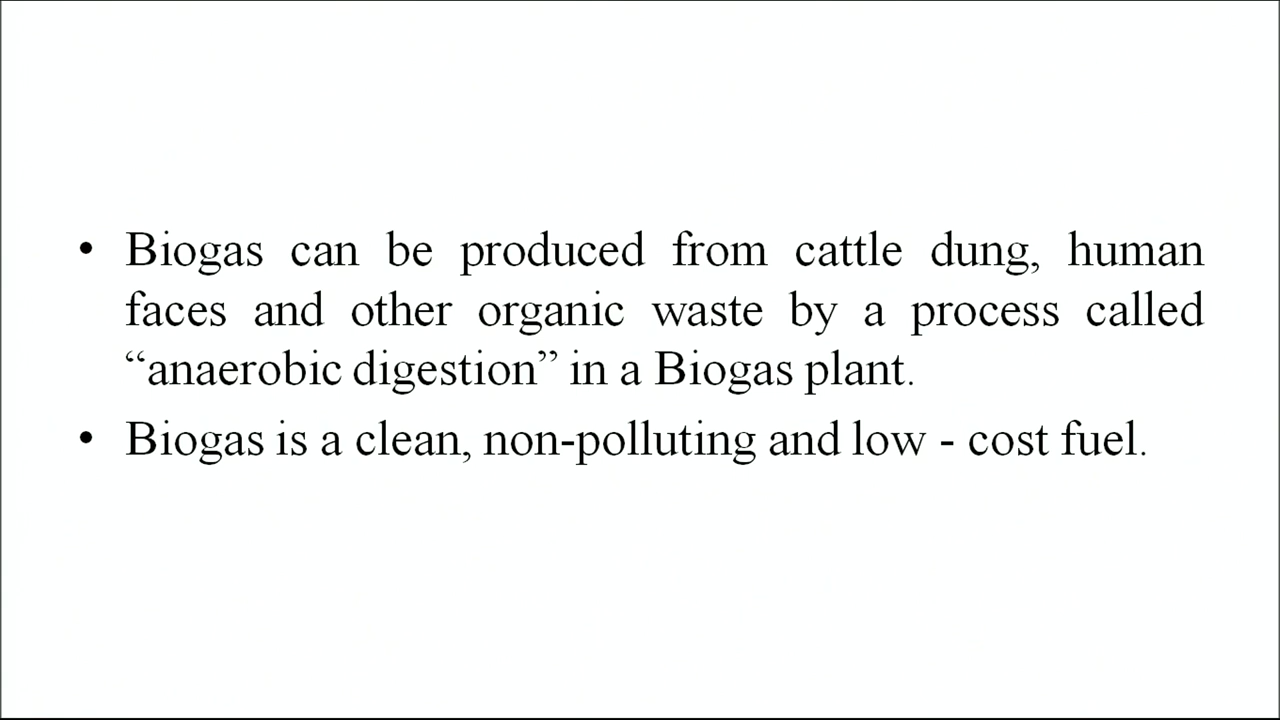 • Biogas can be produced from cattle dung, human
faces and other organic waste by a process called
“anaerobic digestion” in a Biogas plant.
• Biogas is a clean, non-polluting and low - cost fuel.